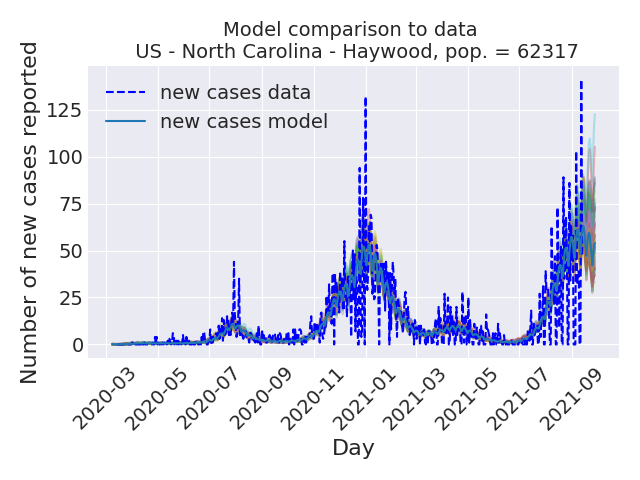 Model comparison to data
US - North Carolina - Haywood, pop. = 62317
Number of new cases reported
125
100
75
50
25
0
new cases data
new cases model
2020-03
2020-05
2020-07
2020-09
2020-11
2021-01
2021-03
2021-05
2021-07
2021-09
Day